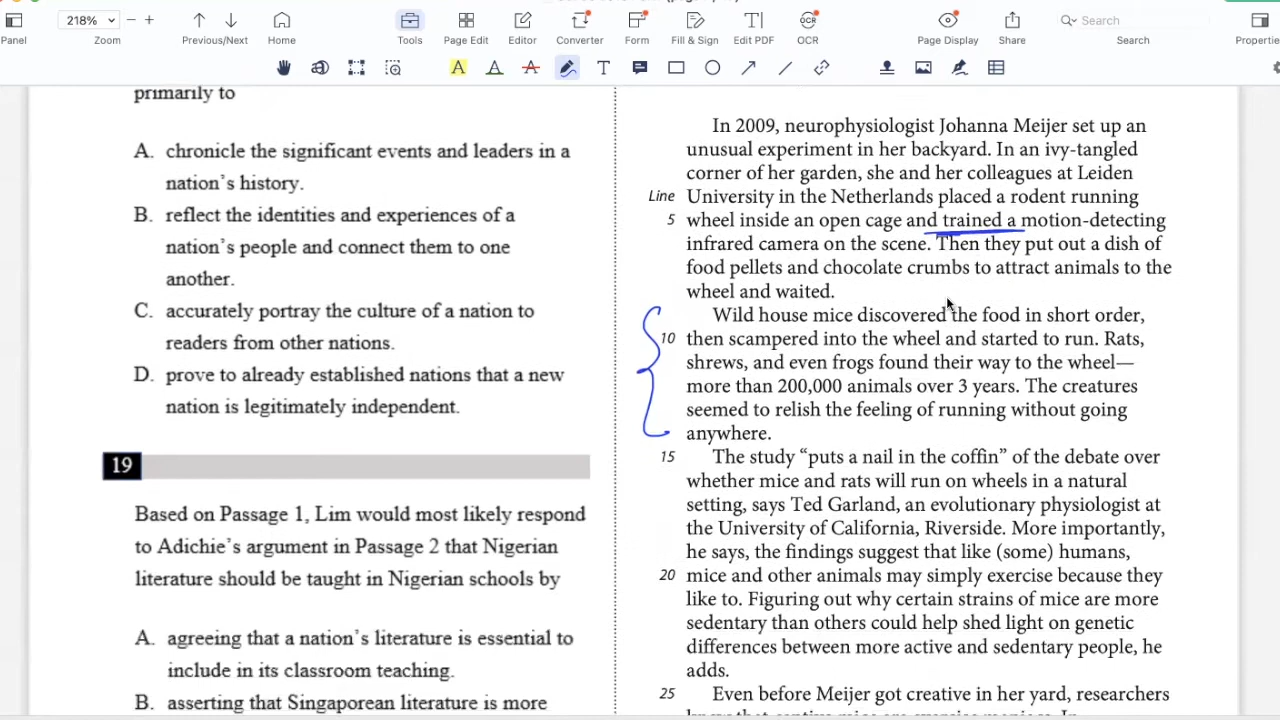 218%
Panel
Zoom
Previous/Next
Home
Tools
Page Edit
Editor
Converter
Form
Fill & Sign
Edit PDF
OCR
OCR
Page Display
Share
Search
Search
A A A T
primarily to
A. chronicle the significant events and leaders in a
nation's history.
B. reflect the identities and experiences of a
nation's people and connect them to one
another.
C. accurately portray the culture of a nation to
readers from other nations.
D. prove to already established nations that a new
nation is legitimately independent.
19
Based on Passage 1, Lim would most likely respond
to Adichie's argument in Passage 2 that Nigerian
literature should be taught in Nigerian schools by
A. agreeing that a nation's literature is essential to
include in its classroom teaching.
B. asserting that Singaporean literature is more
In 2009, neurophysiologist Johanna Meijer set up an
unusual experiment in her backyard. In an ivy-tangled
corner of her garden, she and her colleagues at Leiden
Line University in the Netherlands placed a rodent running
5 wheel inside an open cage and trained a motion-detecting
infrared camera on the scene. Then they put out a dish of
food pellets and chocolate crumbs to attract animals to the
wheel and waited.
Wild house mice discovered the food in short order,
10 then scampered into the wheel and started to run. Rats,
shrews, and even frogs found their way to the wheel—
more than 200,000 animals over 3 years. The creatures
seemed to relish the feeling of running without going
anywhere.
15 The study “puts a nail in the coffin” of the debate over
whether mice and rats will run on wheels in a natural
setting, says Ted Garland, an evolutionary physiologist at
the University of California, Riverside. More importantly,
he says, the findings suggest that like (some) humans,
20 mice and other animals may simply exercise because they
like to. Figuring out why certain strains of mice are more
sedentary than others could help shed light on genetic
differences between more active and sedentary people, he
adds.
25 Even before Meijer got creative in her yard, researchers